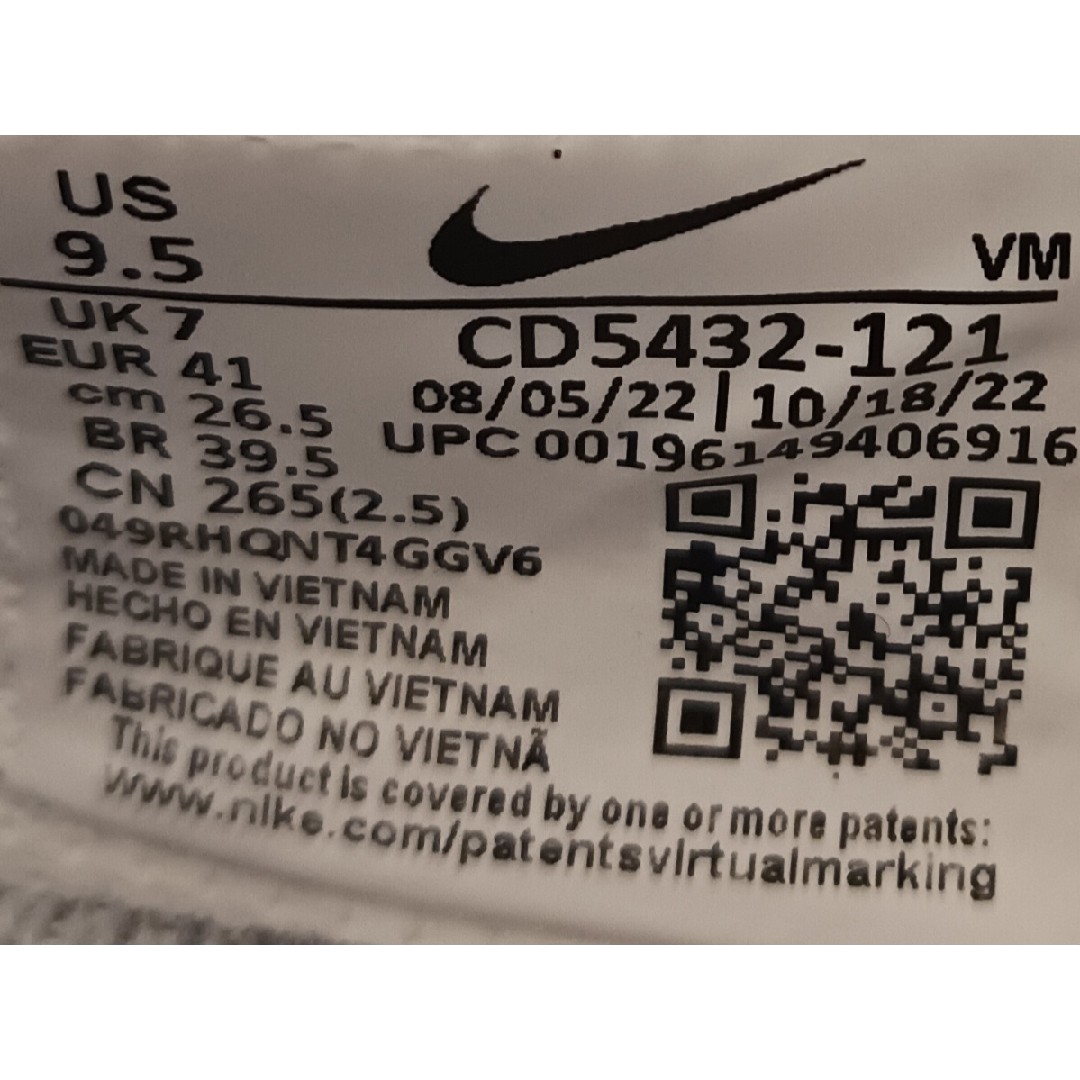 US
9.5
VM
UK 7
EUR 41
cm 26.5
BR 39.5
CN 265(2.5)
CD5432-121
08/05/22 | 10/18/22
UPC 00196149406916
049RHQNT4GGV6
MADE IN VIETNAM
HECHO EN VIETNAM
FABRIQUE AU VIETNAM
FABRICADO NO VIETNÃ
This product is covered by one or more patents:
www.nike.com/patentsvirtualmarking